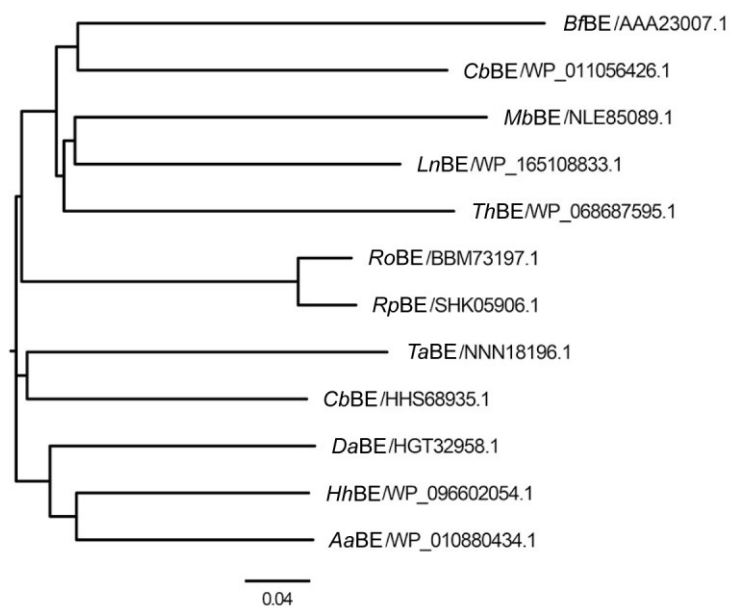 BfBE/AAA23007.1
CbBE/WP_011056426.1
MbBE/NLE85089.1
LnBE/WP_165108833.1
ThBE/WP_068687595.1
RoBE/BBM73197.1
RpBE/SHK05906.1
TaBE/NNN18196.1
CbBE/HHS68935.1
DaBE/HGT32958.1
HhBE/WP_096602054.1
AaBE/WP_010880434.1
0.04